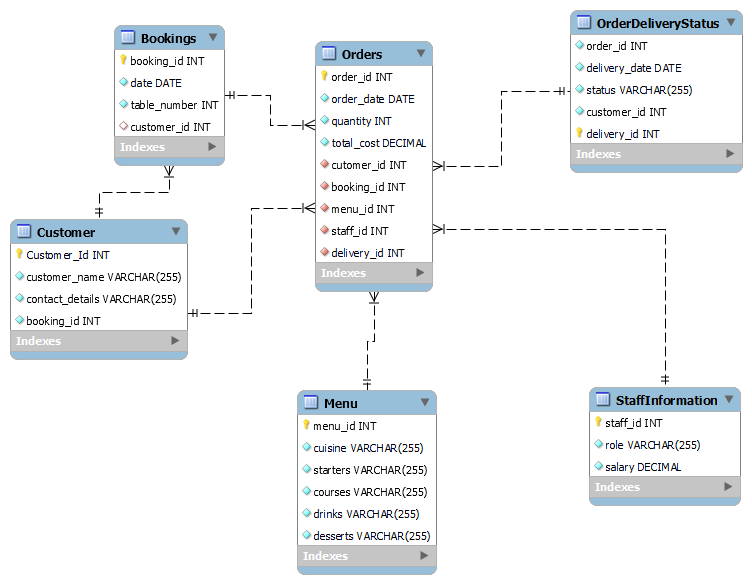 Bookings
booking_id INT
date DATE
table_number INT
customer_id INT
Indexes
Customer
Customer_Id INT
customer_name VARCHAR(255)
contact_details VARCHAR(255)
booking_id INT
Indexes
Orders
order_id INT
order_date DATE
quantity INT
total_cost DECIMAL
cutomer_id INT
booking_id INT
menu_id INT
staff_id INT
delivery_id INT
Indexes
Menu
menu_id INT
cuisine VARCHAR(255)
starters VARCHAR(255)
courses VARCHAR(255)
drinks VARCHAR(255)
desserts VARCHAR(255)
Indexes
OrderDeliveryStatus
order_id INT
delivery_date DATE
status VARCHAR(255)
customer_id INT
delivery_id INT
Indexes
StaffInformation
staff_id INT
role VARCHAR(255)
salary DECIMAL
Indexes